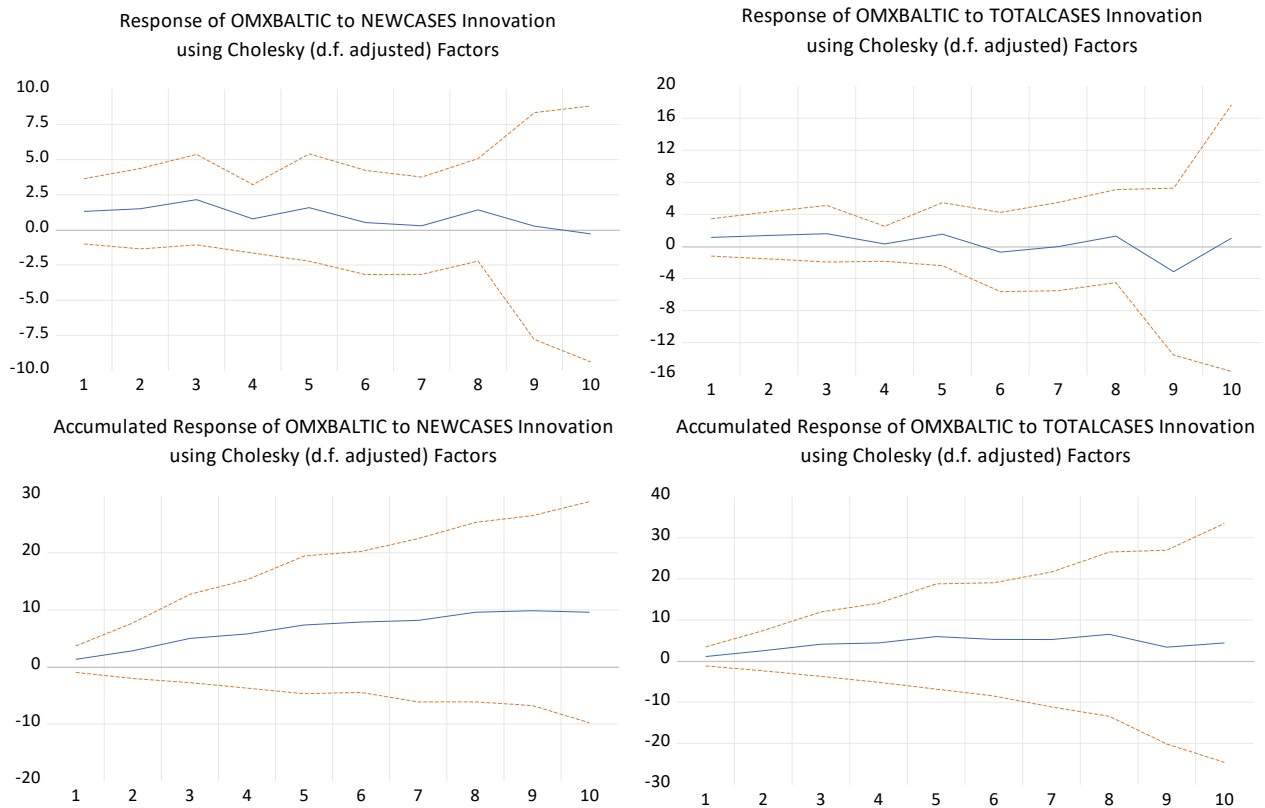 Response of OMXBALTIC to NEWCASES Innovation
using Cholesky (d.f. adjusted) Factors
10.0
7.5
5.0
2.5
0.0
-2.5
-5.0
-7.5
-10.0
1 2 3 4 5 6 7 8 9 10
Response of OMXBALTIC to TOTALCASES Innovation
using Cholesky (d.f. adjusted) Factors
20
16
12
8
4
0
-4
-8
-12
-16
1 2 3 4 5 6 7 8 9 10
Accumulated Response of OMXBALTIC to NEWCASES Innovation
using Cholesky (d.f. adjusted) Factors
30
20
10
0
-10
-20
1 2 3 4 5 6 7 8 9 10
Accumulated Response of OMXBALTIC to TOTALCASES Innovation
using Cholesky (d.f. adjusted) Factors
40
30
20
10
0
-10
-20
-30
1 2 3 4 5 6 7 8 9 10